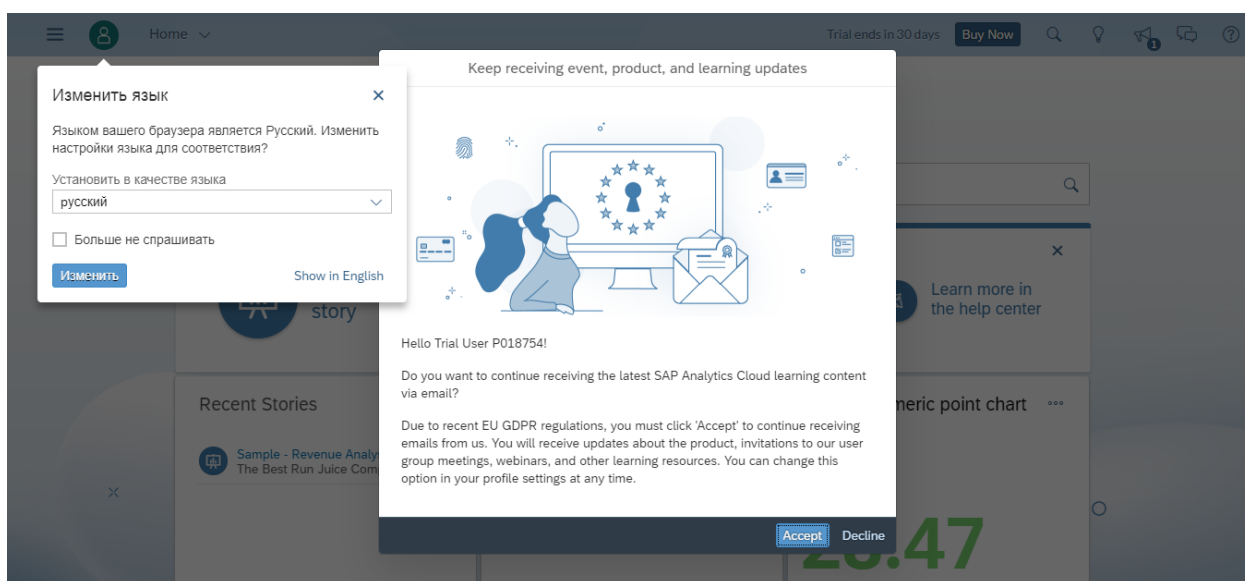 Home
Trial ends in 30 days
Buy Now
1
Изменить язык
Языком вашего браузера является Русский. Изменить
настройки языка для соответствия?
Установить в качестве языка
русский
Больше не спрашивать
Изменить
Show in English
Keep receiving event, product, and learning updates
Hello Trial User P018754!
Do you want to continue receiving the latest SAP Analytics Cloud learning content
via email?
Due to recent EU GDPR regulations, you must click 'Accept' to continue receiving
emails from us. You will receive updates about the product, invitations to our user
group meetings, webinars, and other learning resources. You can change this
option in your profile settings at any time.
Accept
Decline
story
Learn more in
the help center
Recent Stories
Sample - Revenue Analy
The Best Run Juice Com
meric point chart
.47